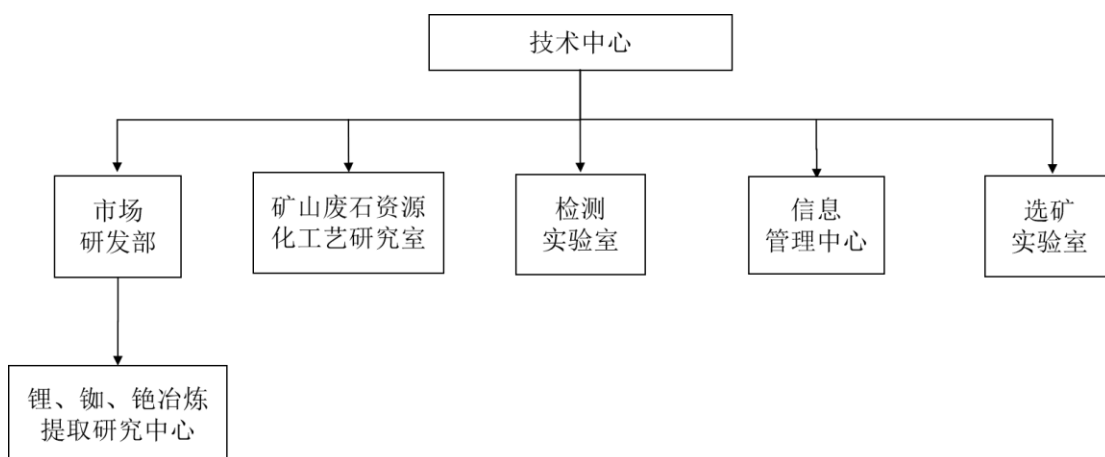 技术中心
市场
研发部
矿山废石资源
化工艺研究室
检测
实验室
信息
管理中心
选矿
实验室
锂、铷、铯冶炼
提取研究中心